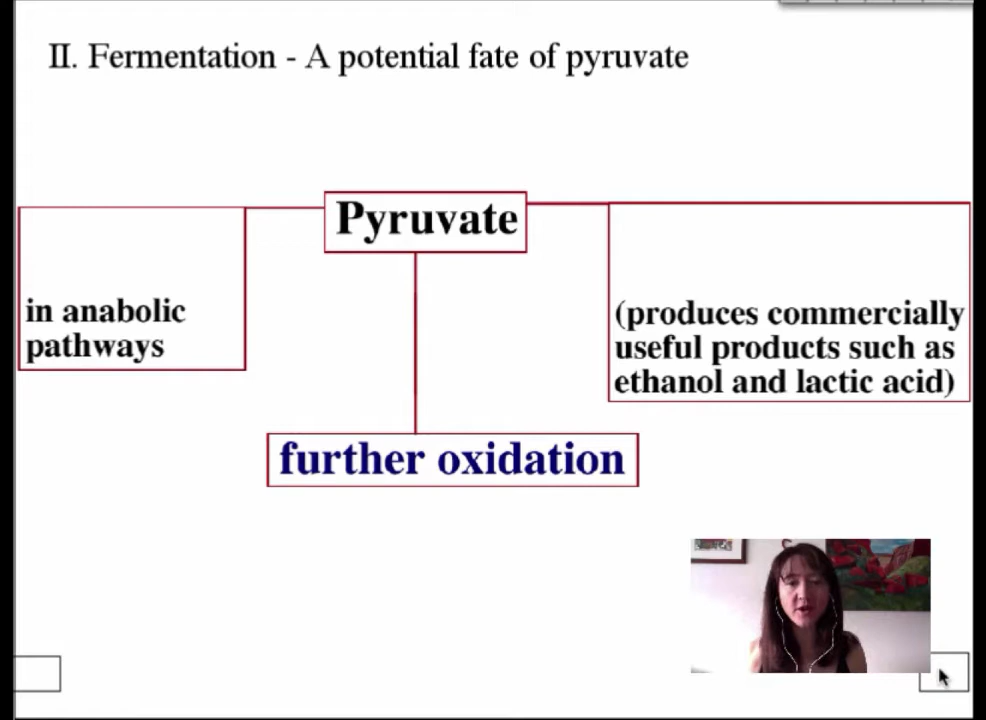 II. Fermentation - A potential fate of pyruvate
Pyruvate
in anabolic
pathways
(produces commercially
useful products such as
ethanol and lactic acid)
further oxidation